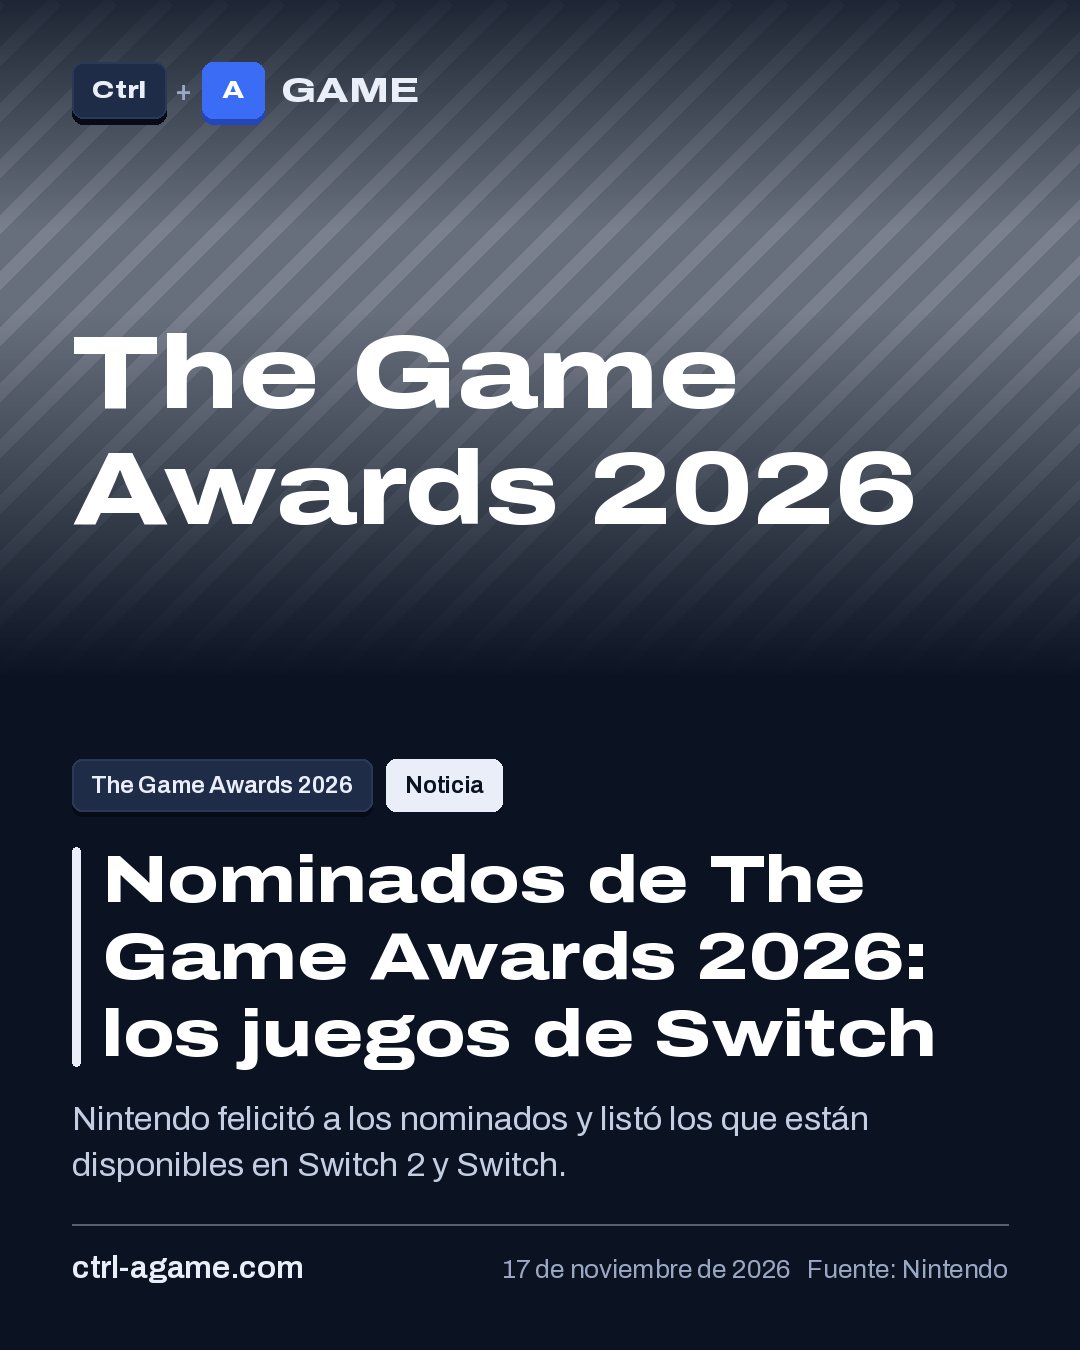 Ctrl + A GAME
The Game
Awards 2026
The Game Awards 2026 Noticia
Nominados de The
Game Awards 2026:
los juegos de Switch
Nintendo felicitó a los nominados y listó los que están
disponibles en Switch 2 y Switch.
ctrl-agame.com 17 de noviembre de 2026 Fuente: Nintendo